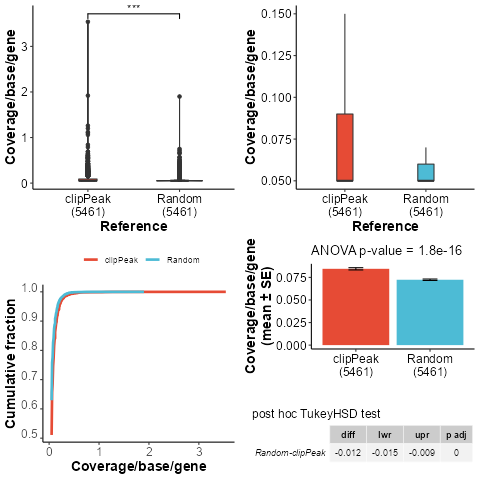 Coverage/base/gene
***
3
2
1
0
clipPeak
(5461)
Random
(5461)
Reference
Coverage/base/gene
0.150
0.125
0.100
0.075
0.050
clipPeak
(5461)
Random
(5461)
Reference
clipPeak
Random
Cumulative fraction
1.0
0.9
0.8
0.7
0.6
0.5
0
1
2
3
Coverage/base/gene
ANOVA p-value = 1.8e-16
Coverage/base/gene
(mean ± SE)
0.075
0.050
0.025
0.000
clipPeak
(5461)
Random
(5461)
post hoc TukeyHSD test
diff lwr upr p adj
Random-clipPeak -0.012 -0.015 -0.009 0